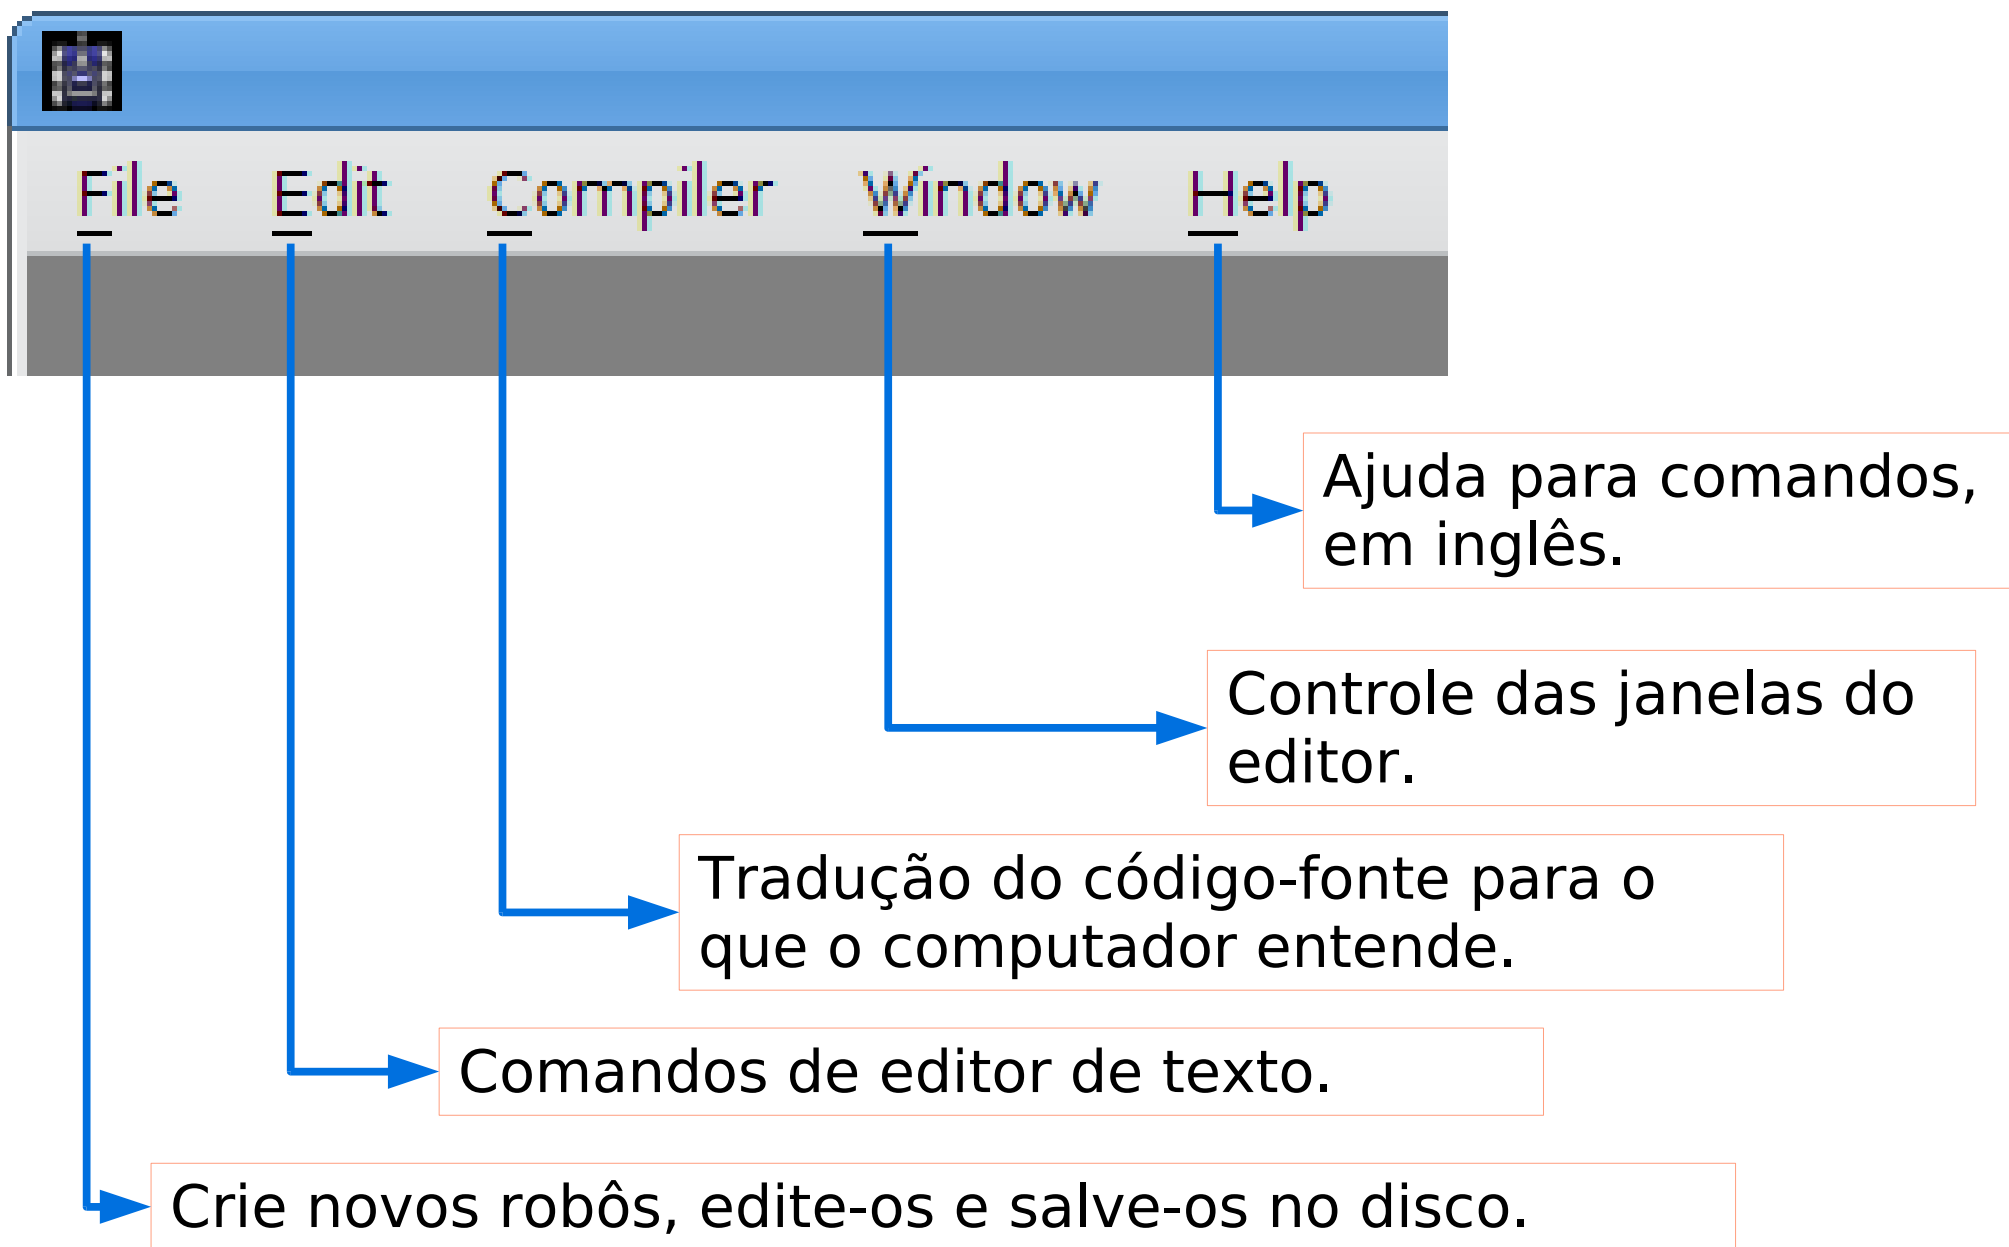 File Edit Compiler Window Help
Ajuda para comandos,
em inglês.
Controle das janelas do
editor.
Tradução do código-fonte para o
que o computador entende.
Comandos de editor de texto.
Crie novos robôs, edite-os e salve-os no disco.